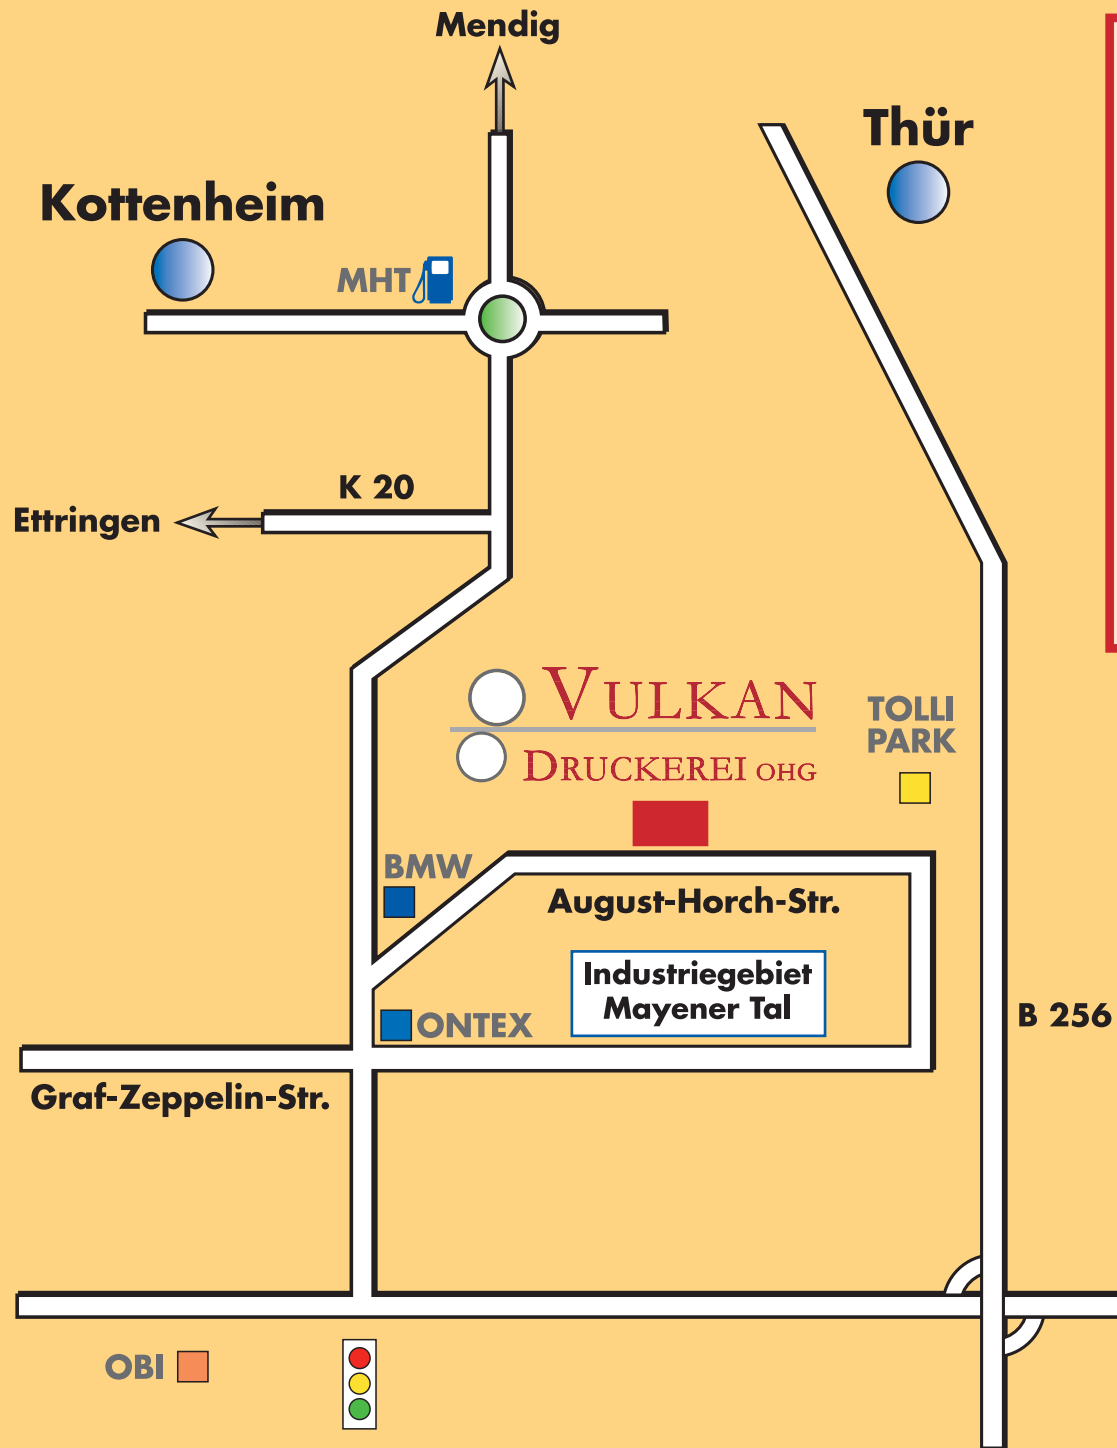 Mendig
Thür
Kottenheim
MHT
K 20
Ettringen
VULKAN
DRUCKEREI OHG
TOLLI
PARK
BMW
August-Horch-Str.
Industriegebiet
Mayener Tal
ONTEX
B 256
Graf-Zeppelin-Str.
OBI